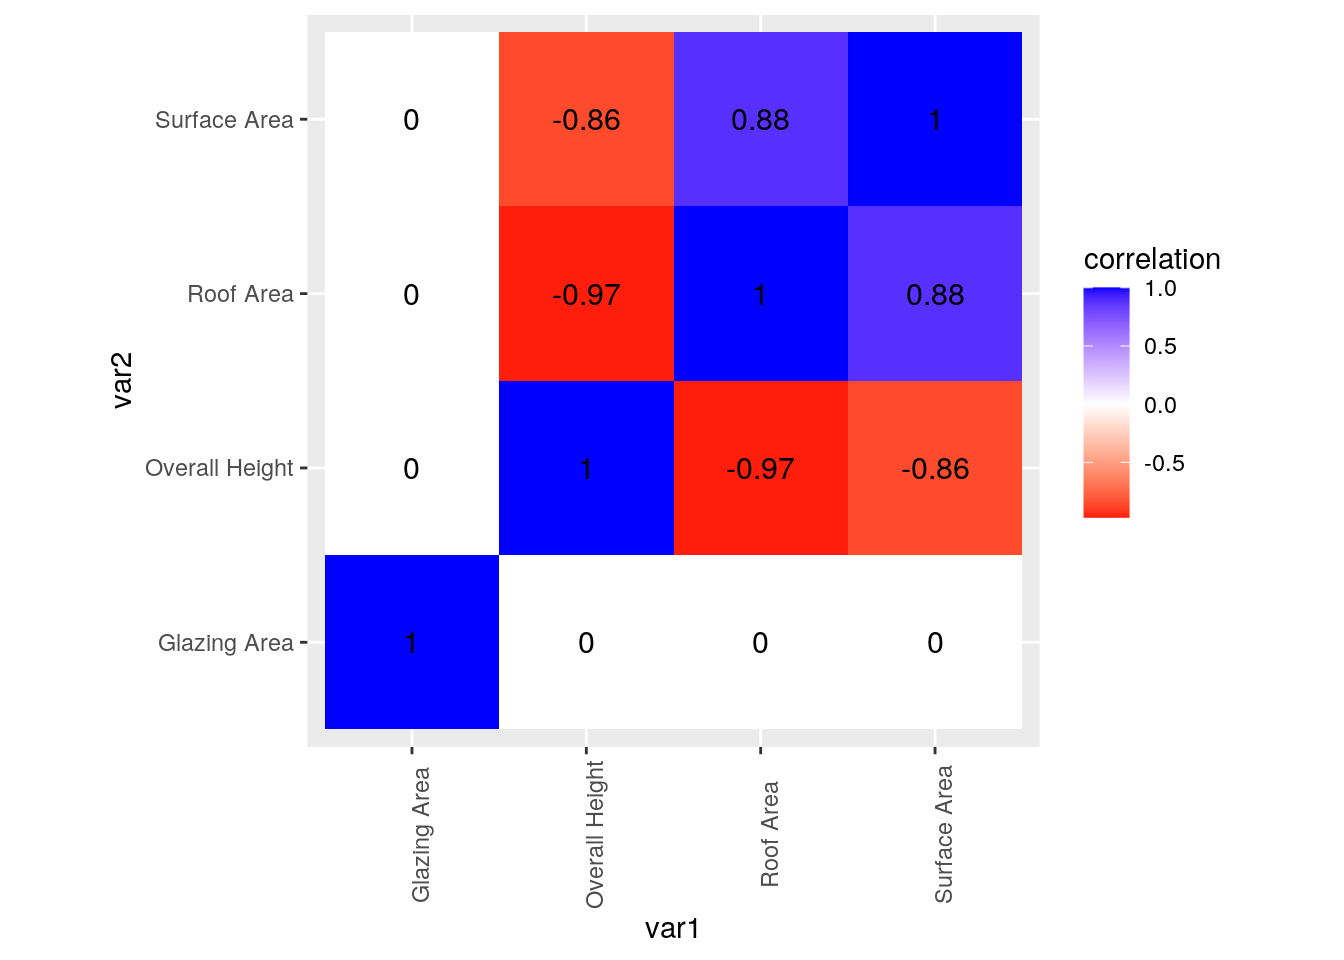 Surface Area
0
-0.86
0.88
1
Roof Area
0
-0.97
1
0.88
Overall Height
0
1
-0.97
-0.86
Glazing Area
1
0
0
0
var2
Glazing Area
Overall Height
Roof Area
Surface Area
var1
correlation
1.0
0.5
0.0
-0.5